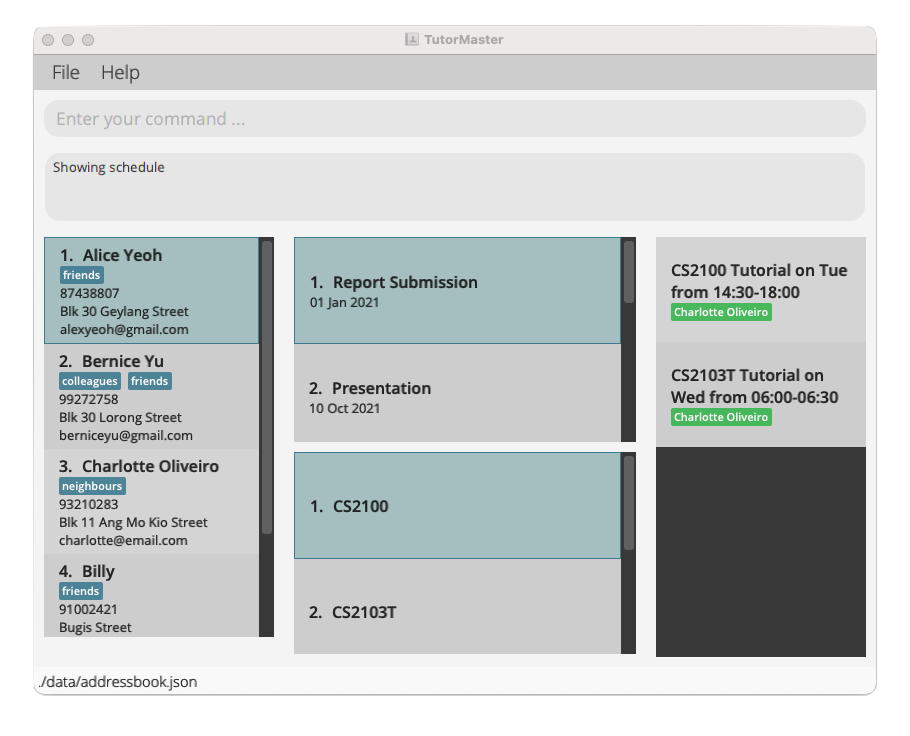 TutorMaster
File Help
Enter your command ...
Showing schedule
1. Alice Yeoh
friends
87438807
Blk 30 Geylang Street
alexyeoh@gmail.com
2. Bernice Yu
colleagues friends
99272758
Blk 30 Lorong Street
berniceyu@gmail.com
3. Charlotte Oliveiro
neighbours
93210283
Blk 11 Ang Mo Kio Street
charlotte@email.com
4. Billy
friends
91002421
Bugis Street
1. Report Submission
01 Jan 2021
2. Presentation
10 Oct 2021
1. CS2100
2. CS2103T
CS2100 Tutorial on Tue
from 14:30-18:00
Charlotte Oliveiro
CS2103T Tutorial on
Wed from 06:00-06:30
Charlotte Oliveiro
./data/addressbook.json